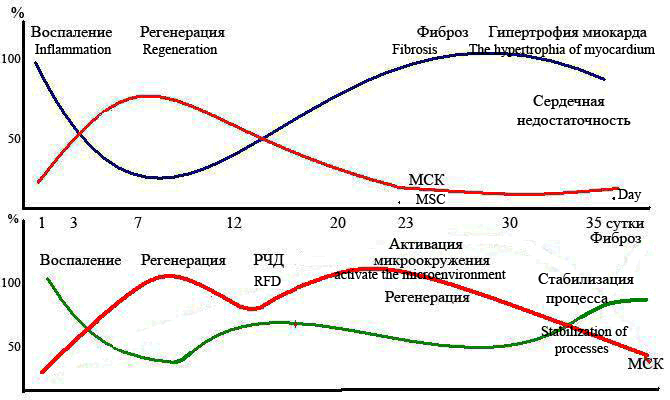 %
Воспаление Регенерация Фиброз Гипертрофия миокарда
Inflammation Regeneration Fibrosis The hypertrophia of myocardium
100
Сердечная
недостаточность
50
МСК
MSC
Day
%
1 3 7 12 20 23 30 35 сутки
Фиброз
Воспаление Регенерация РЧД Активация
микроокружения
RFD activate the microenvironment
100
Регенерация
Стабилизация
процесса
Stabilization of
processes
50
МСК